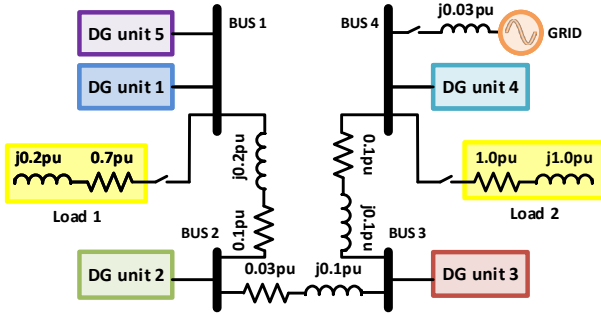 BUS 1
BUS 4
j0.03pu
DG unit 5
GRID
DG unit 1
DG unit 4
j0.2pu
0.7pu
Load 1
j0.2pu
0.1pu
0.1pu
j0.1pu
1.0pu
j1.0pu
Load 2
BUS 2
BUS 3
DG unit 2
0.03pu
j0.1pu
DG unit 3